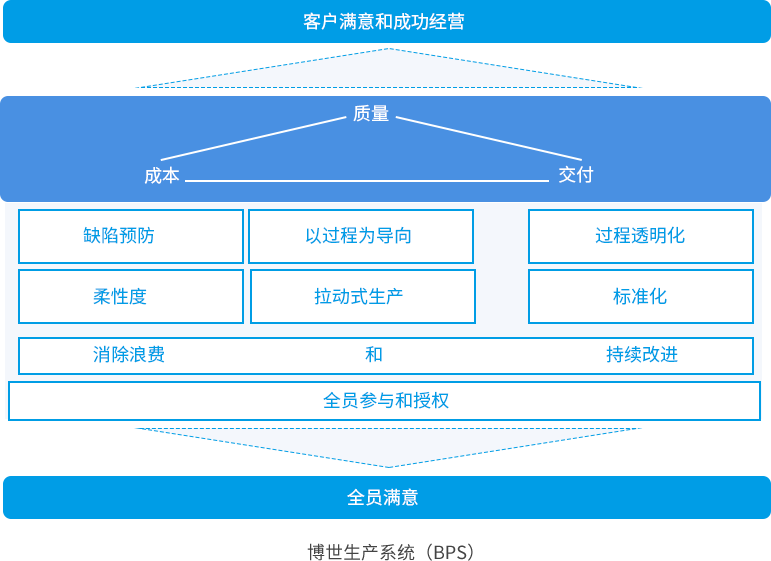 客户满意和成功经营
质量
成本 交付
缺陷预防 以过程为导向 过程透明化
柔性度 拉动式生产 标准化
消除浪费 和 持续改进
全员参与和授权
全员满意
博世生产系统（BPS）